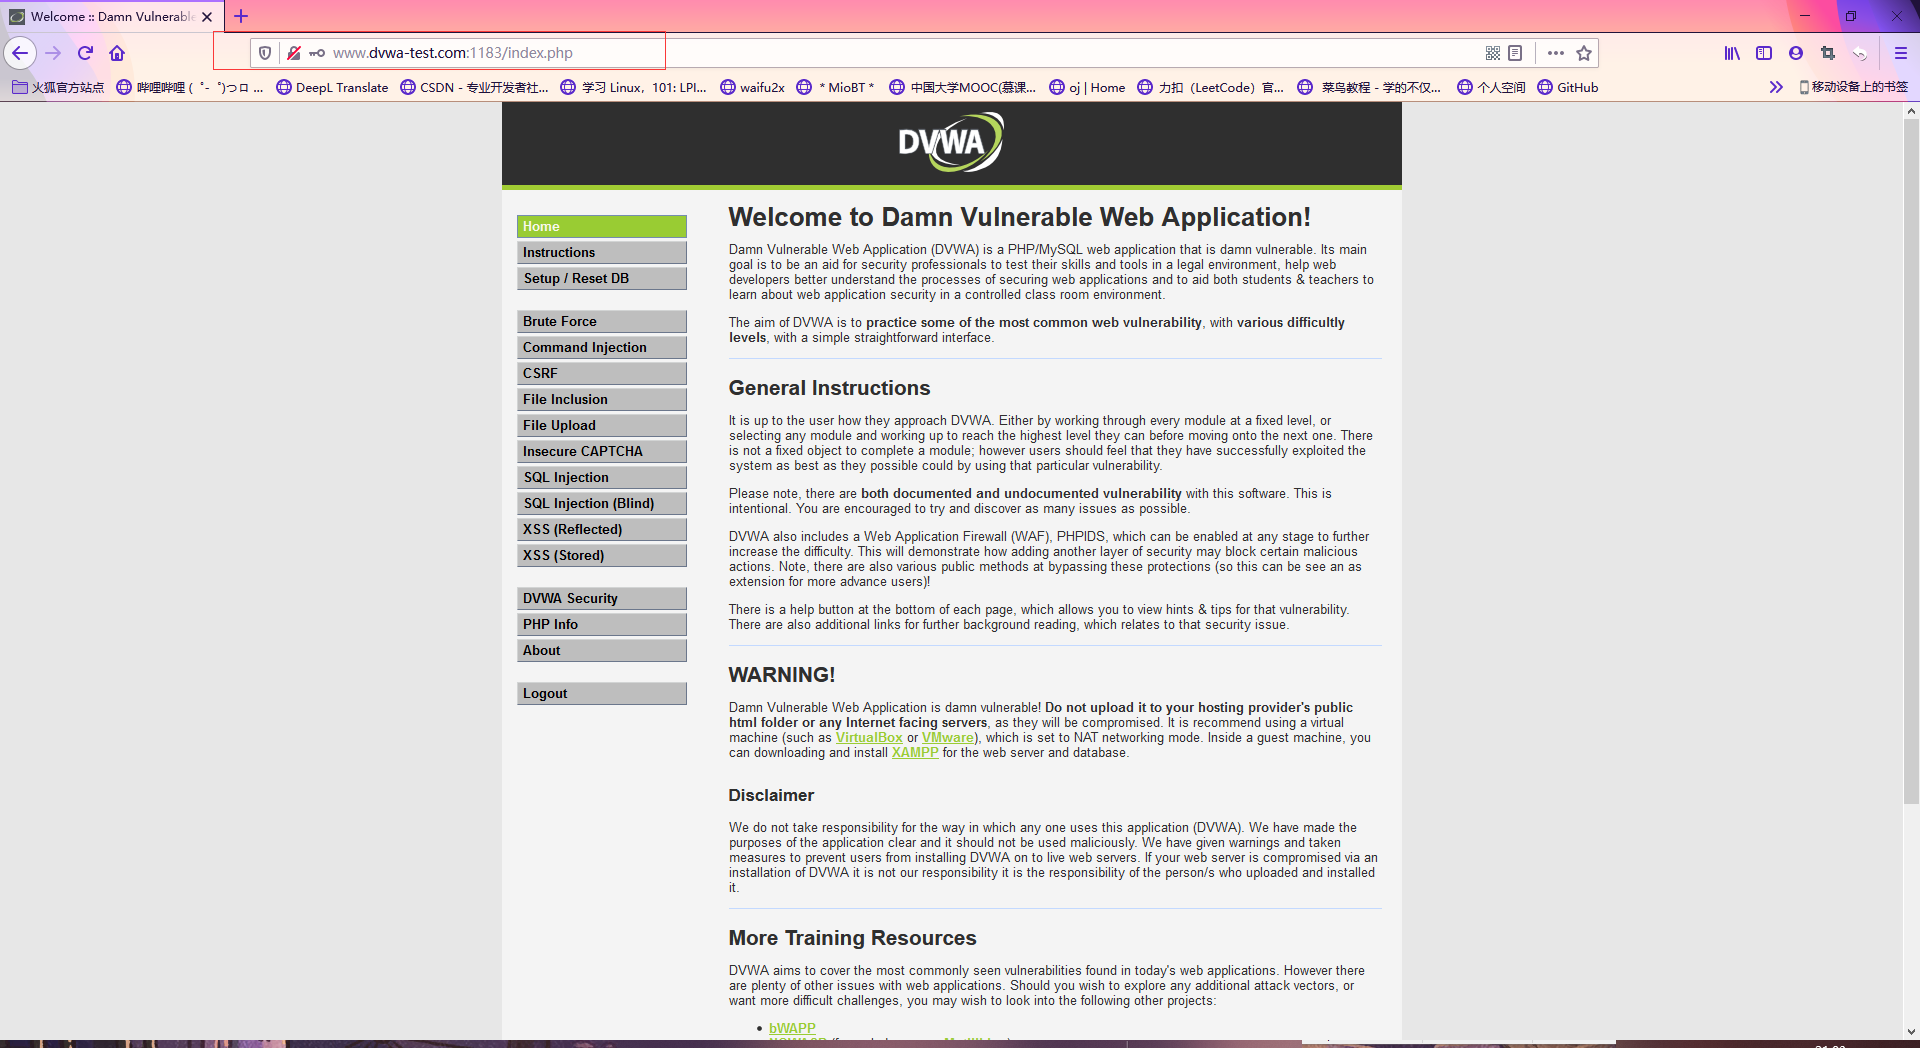 Welcome :: Damn Vulnerable
www.dvwa-test.com:1183/index.php
火狐官方站点
哔哩哔哩 ( ゜- ゜)つロ ...
DeepL Translate
CSDN - 专业开发者社...
学习 Linux，101: LPI...
waifu2x
* MioBT *
中国大学MOOC(慕课...
oj | Home
力扣（LeetCode）官...
菜鸟教程 - 学的不仅...
个人空间
GitHub
移动设备上的书签
DVWA
Home
Instructions
Setup / Reset DB
Brute Force
Command Injection
CSRF
File Inclusion
File Upload
Insecure CAPTCHA
SQL Injection
SQL Injection (Blind)
XSS (Reflected)
XSS (Stored)
DVWA Security
PHP Info
About
Logout
Welcome to Damn Vulnerable Web Application!
Damn Vulnerable Web Application (DVWA) is a PHP/MySQL web application that is damn vulnerable. Its main
goal is to be an aid for security professionals to test their skills and tools in a legal environment, help web
developers better understand the processes of securing web applications and to aid both students & teachers to
learn about web application security in a controlled class room environment.
The aim of DVWA is to practice some of the most common web vulnerability, with various difficultly
levels, with a simple straightforward interface.
General Instructions
It is up to the user how they approach DVWA. Either by working through every module at a fixed level, or
selecting any module and working up to reach the highest level they can before moving onto the next one. There
is not a fixed object to complete a module; however users should feel that they have successfully exploited the
system as best as they possible could by using that particular vulnerability.
Please note, there are both documented and undocumented vulnerability with this software. This is
intentional. You are encouraged to try and discover as many issues as possible.
DVWA also includes a Web Application Firewall (WAF), PHPIDS, which can be enabled at any stage to further
increase the difficulty. This will demonstrate how adding another layer of security may block certain malicious
actions. Note, there are also various public methods at bypassing these protections (so this can be see an as
extension for more advance users)!
There is a help button at the bottom of each page, which allows you to view hints & tips for that vulnerability.
There are also additional links for further background reading, which relates to that security issue.
WARNING!
Damn Vulnerable Web Application is damn vulnerable! Do not upload it to your hosting provider's public
html folder or any Internet facing servers, as they will be compromised. It is recommend using a virtual
machine (such as VirtualBox or VMware), which is set to NAT networking mode. Inside a guest machine, you
can downloading and install XAMPP for the web server and database.
Disclaimer
We do not take responsibility for the way in which any one uses this application (DVWA). We have made the
purposes of the application clear and it should not be used maliciously. We have given warnings and taken
measures to prevent users from installing DVWA on to live web servers. If your web server is compromised via an
installation of DVWA it is not our responsibility it is the responsibility of the person/s who uploaded and installed
it.
More Training Resources
DVWA aims to cover the most commonly seen vulnerabilities found in today's web applications. However there
are plenty of other issues with web applications. Should you wish to explore any additional attack vectors, or
want more difficult challenges, you may wish to look into the following other projects:
• bWAPP